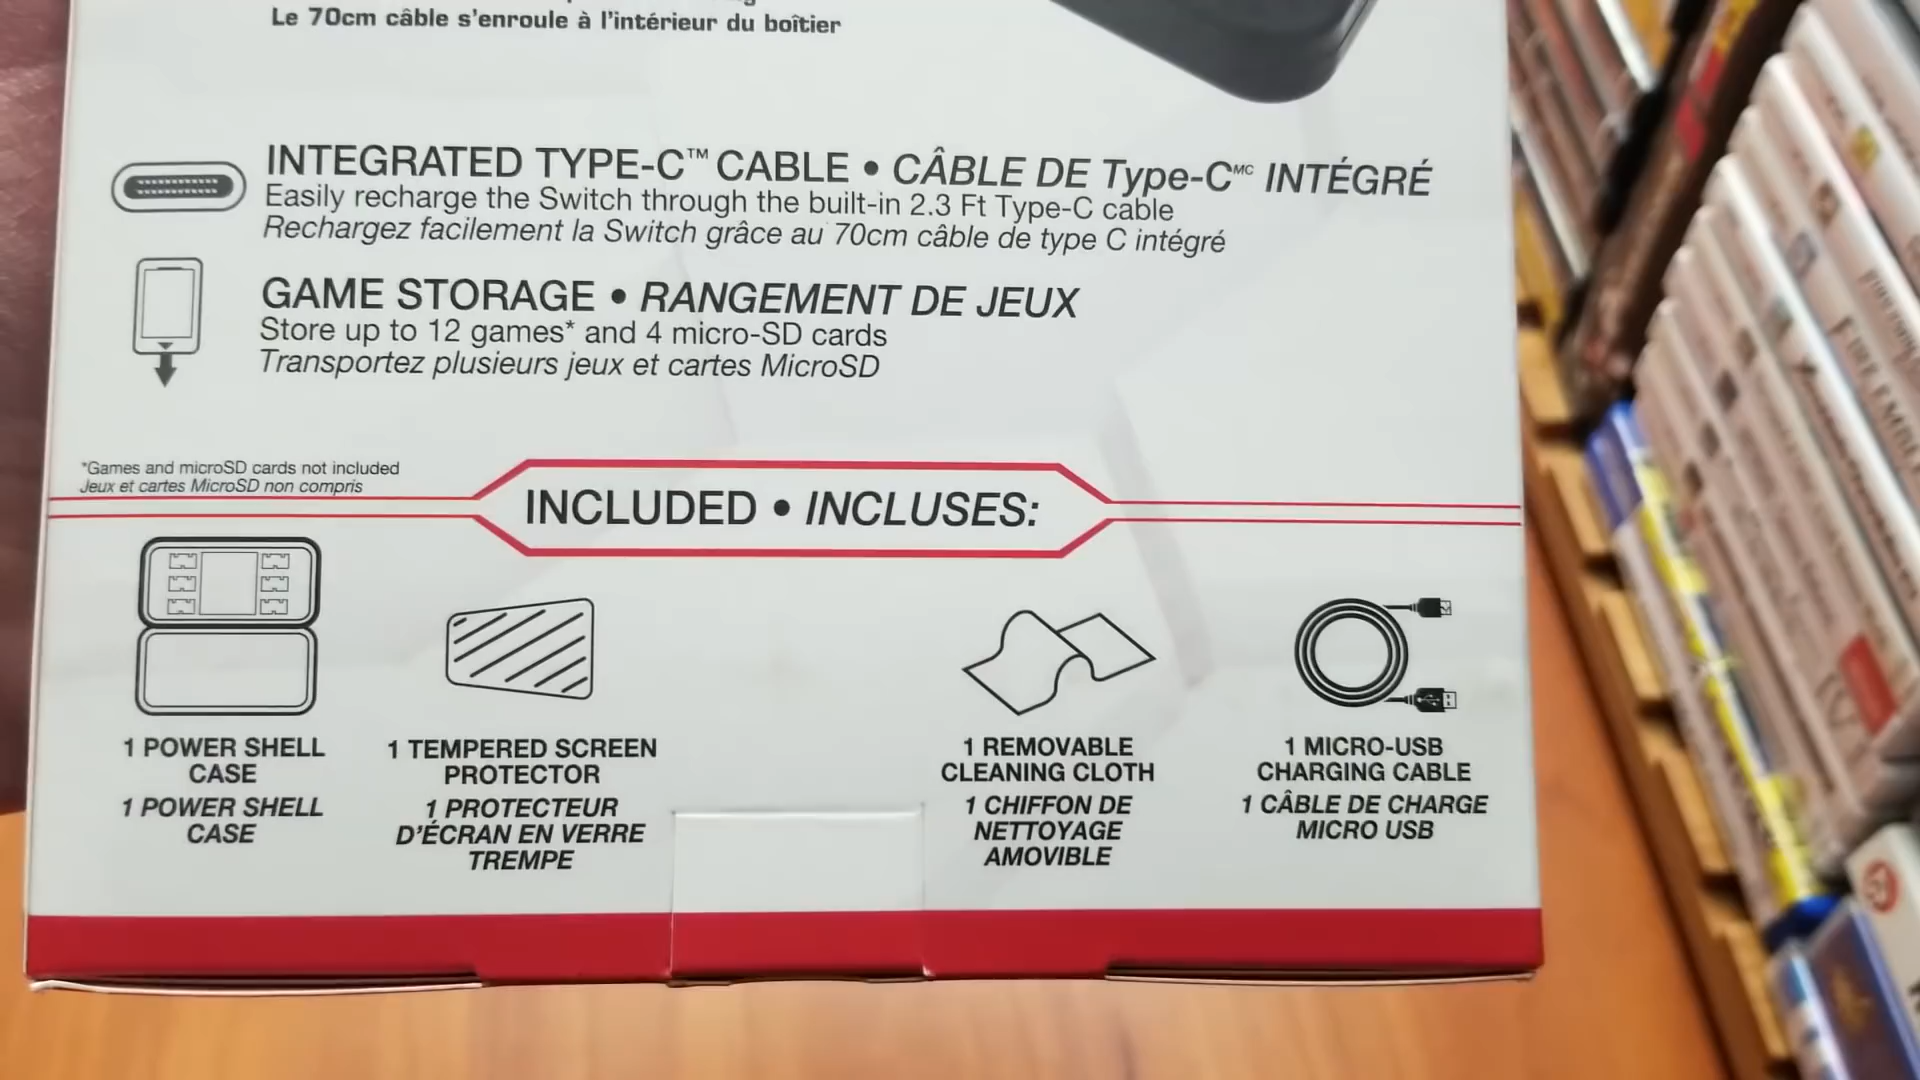 Le 70cm câble s'enroule à l'intérieur du boîtier
INTEGRATED TYPE-C™ CABLE • CÂBLE DE Type-Cᴹᶜ INTÉGRÉ
Easily recharge the Switch through the built-in 2.3 Ft Type-C cable
Rechargez facilement la Switch grâce au 70cm câble de type C intégré
GAME STORAGE • RANGEMENT DE JEUX
Store up to 12 games* and 4 micro-SD cards
Transportez plusieurs jeux et cartes MicroSD
*Games and microSD cards not included
Jeux et cartes MicroSD non compris
INCLUDED • INCLUSES:
1 POWER SHELL
CASE
1 POWER SHELL
CASE
1 TEMPERED SCREEN
PROTECTOR
1 PROTECTEUR
D'ÉCRAN EN VERRE
TREMPE
1 REMOVABLE
CLEANING CLOTH
1 CHIFFON DE
NETTOYAGE
AMOVIBLE
1 MICRO-USB
CHARGING CABLE
1 CÂBLE DE CHARGE
MICRO USB
FIRE EMBLEM